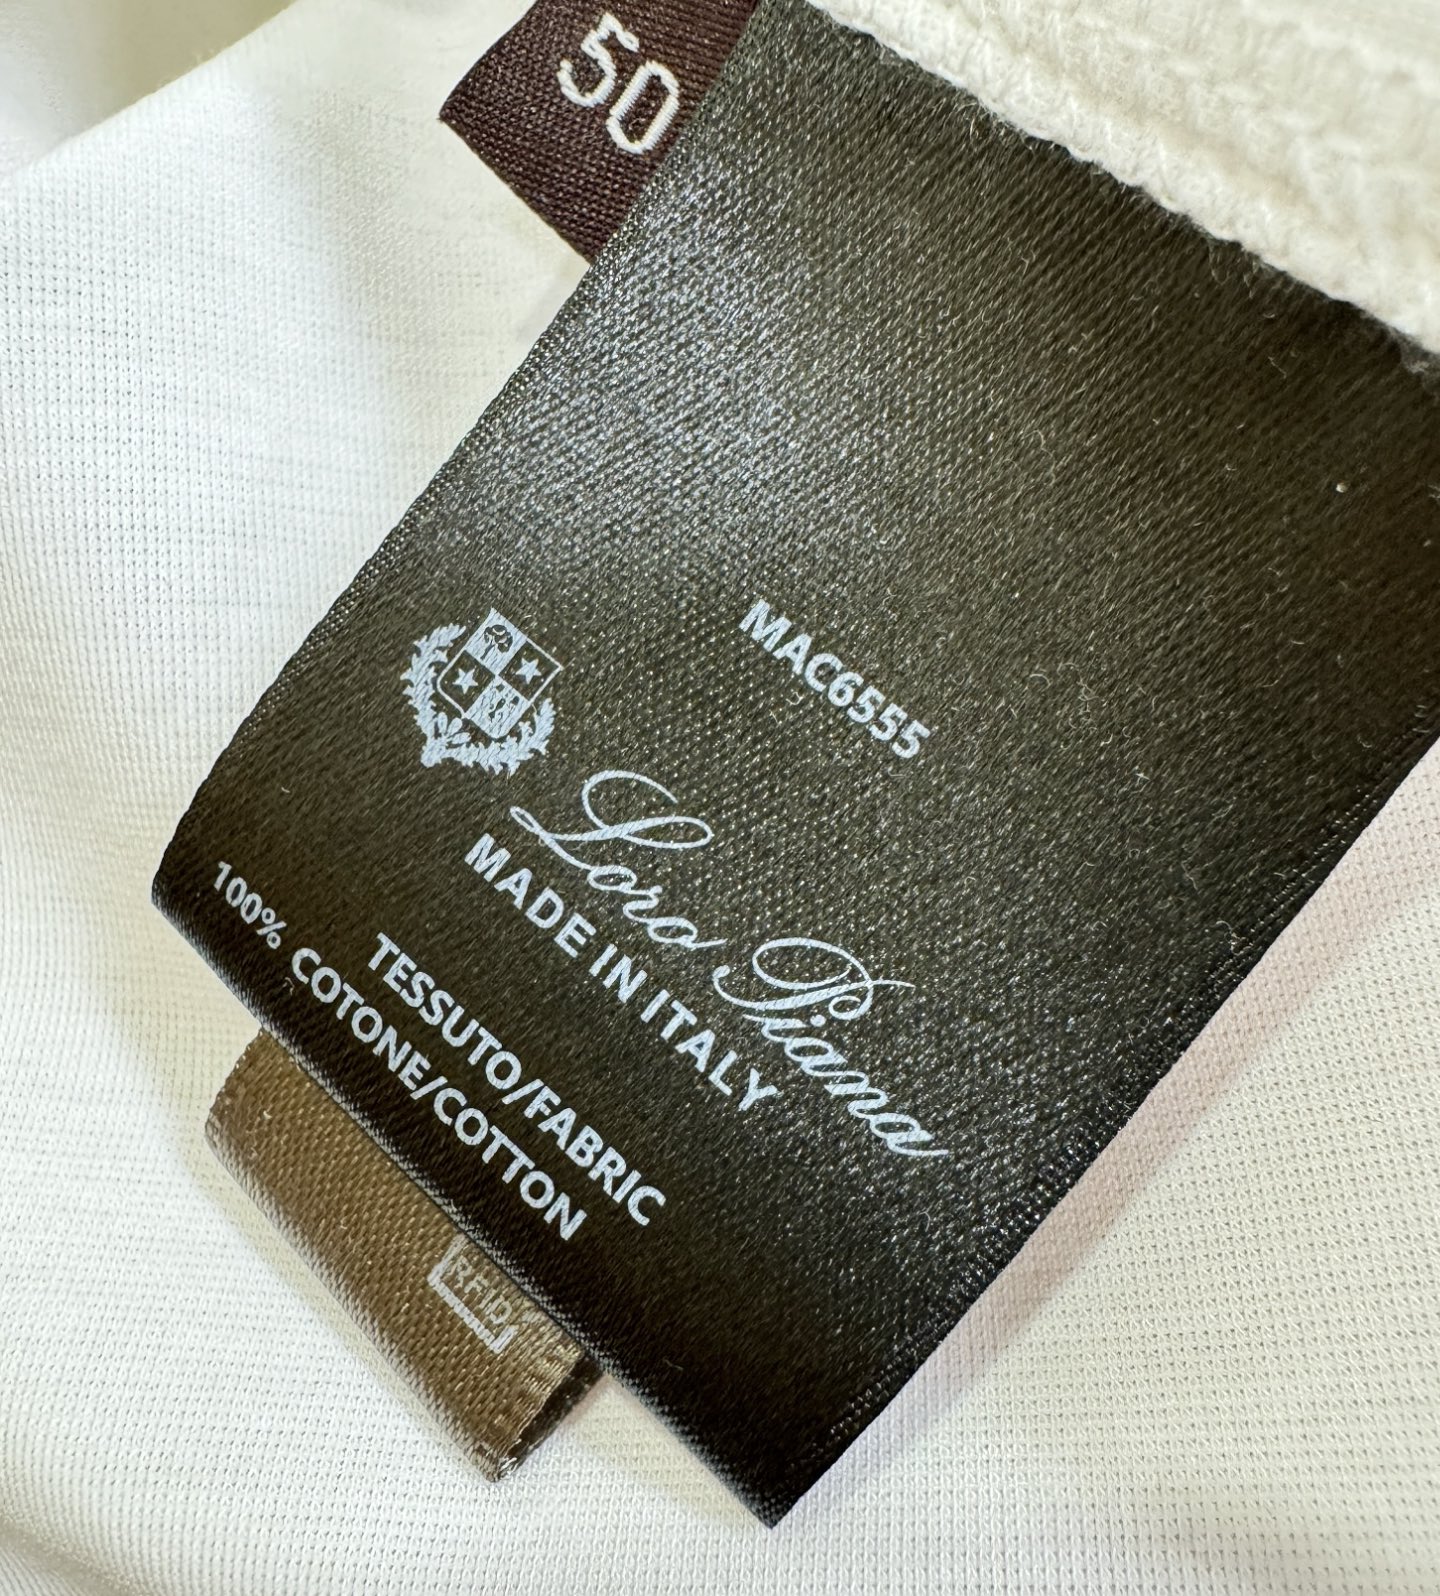 50
MAC6555
Loro Piana
MADE IN ITALY
TESSUTO/FABRIC
100% COTONE/COTTON
RFID